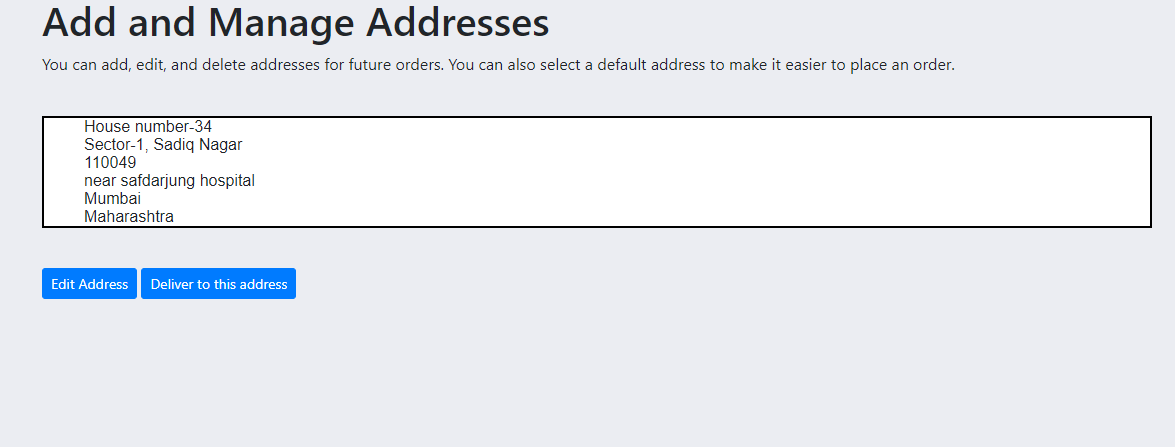 Add and Manage Addresses
You can add, edit, and delete addresses for future orders. You can also select a default address to make it easier to place an order.
House number-34
Sector-1, Sadiq Nagar
110049
near safdarjung hospital
Mumbai
Maharashtra
Edit Address
Deliver to this address